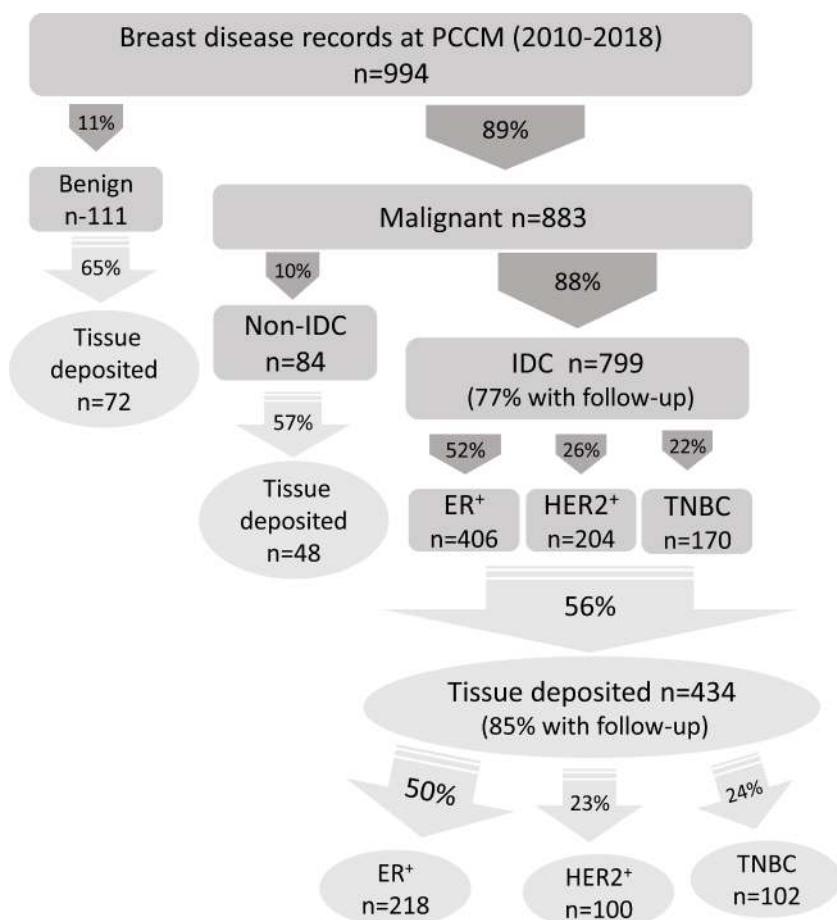 Breast disease records at PCCM (2010-2018)
n=994
11%
89%
Benign
n-111
Malignant n=883
65%
10%
88%
Tissue
deposited
n=72
Non-IDC
n=84
IDC n=799
(77% with follow-up)
57%
52%
26%
22%
Tissue
deposited
n=48
ER⁺
n=406
HER2⁺
n=204
TNBC
n=170
56%
Tissue deposited n=434
(85% with follow-up)
50%
23%
24%
ER⁺
n=218
HER2⁺
n=100
TNBC
n=102